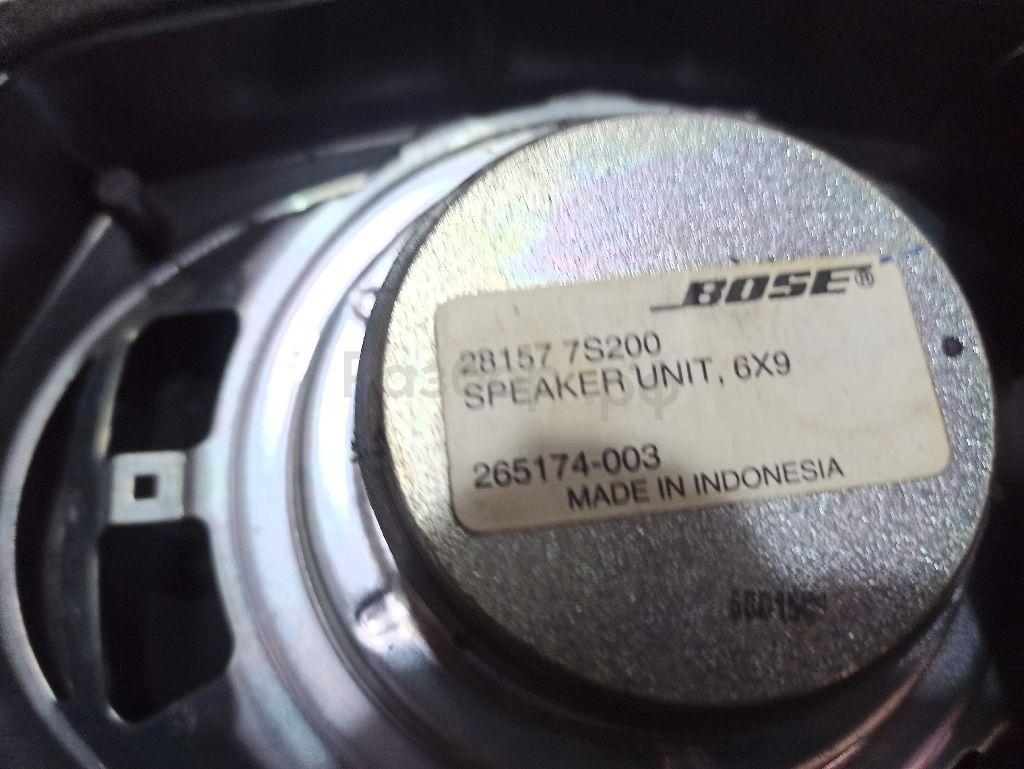 BOSE®
28157 7S200
SPEAKER UNIT, 6X9
265174-003
MADE IN INDONESIA